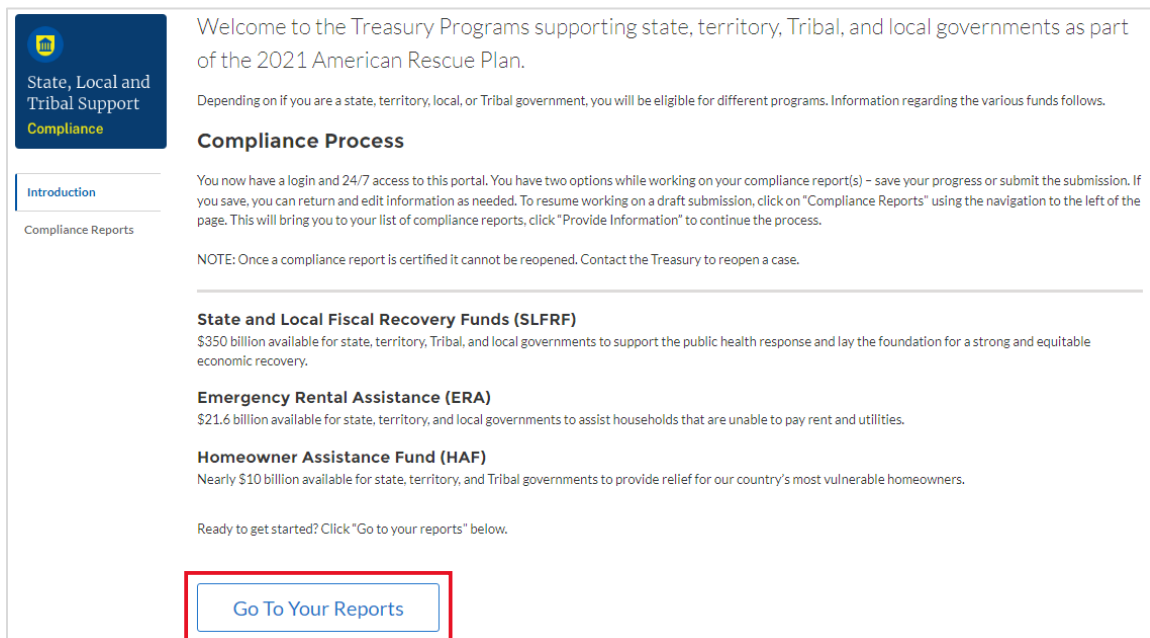 State, Local and
Tribal Support
Compliance
Introduction
Compliance Reports
Welcome to the Treasury Programs supporting state, territory, Tribal, and local governments as part
of the 2021 American Rescue Plan.
Depending on if you are a state, territory, local, or Tribal government, you will be eligible for different programs. Information regarding the various funds follows.
Compliance Process
You now have a login and 24/7 access to this portal. You have two options while working on your compliance report(s) – save your progress or submit the submission. If
you save, you can return and edit information as needed. To resume working on a draft submission, click on "Compliance Reports" using the navigation to the left of the
page. This will bring you to your list of compliance reports, click "Provide Information" to continue the process.
NOTE: Once a compliance report is certified it cannot be reopened. Contact the Treasury to reopen a case.
State and Local Fiscal Recovery Funds (SLFRF)
$350 billion available for state, territory, Tribal, and local governments to support the public health response and lay the foundation for a strong and equitable
economic recovery.
Emergency Rental Assistance (ERA)
$21.6 billion available for state, territory, and local governments to assist households that are unable to pay rent and utilities.
Homeowner Assistance Fund (HAF)
Nearly $10 billion available for state, territory, and Tribal governments to provide relief for our country's most vulnerable homeowners.
Ready to get started? Click "Go to your reports" below.
Go To Your Reports